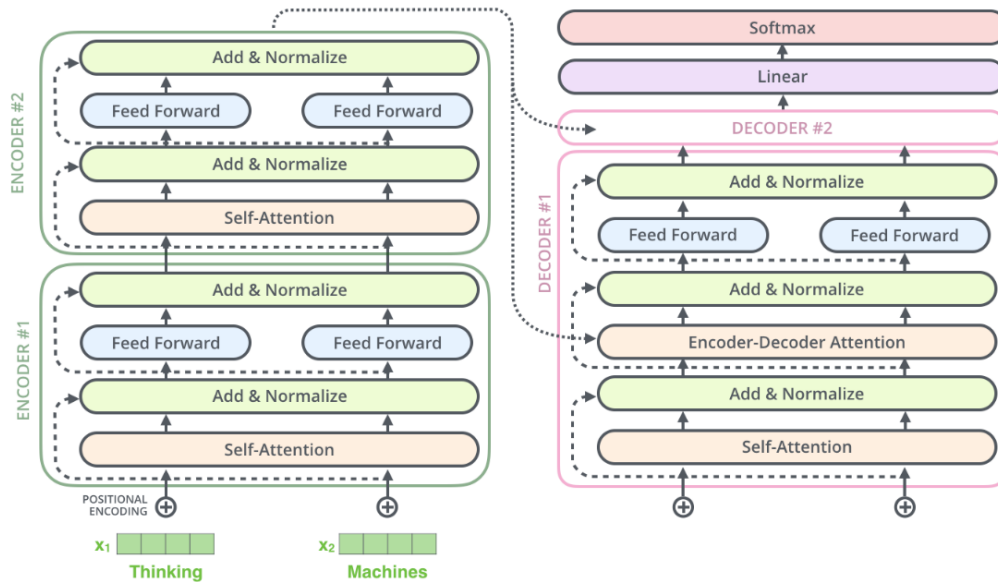 ENCODER #2
Add & Normalize
Feed Forward
Feed Forward
Add & Normalize
Self-Attention
ENCODER #1
Add & Normalize
Feed Forward
Feed Forward
Add & Normalize
Self-Attention
POSITIONAL
ENCODING
x1
x2
Thinking
Machines
Softmax
Linear
DECODER #2
DECODER #1
Add & Normalize
Feed Forward
Feed Forward
Add & Normalize
Encoder-Decoder Attention
Add & Normalize
Self-Attention